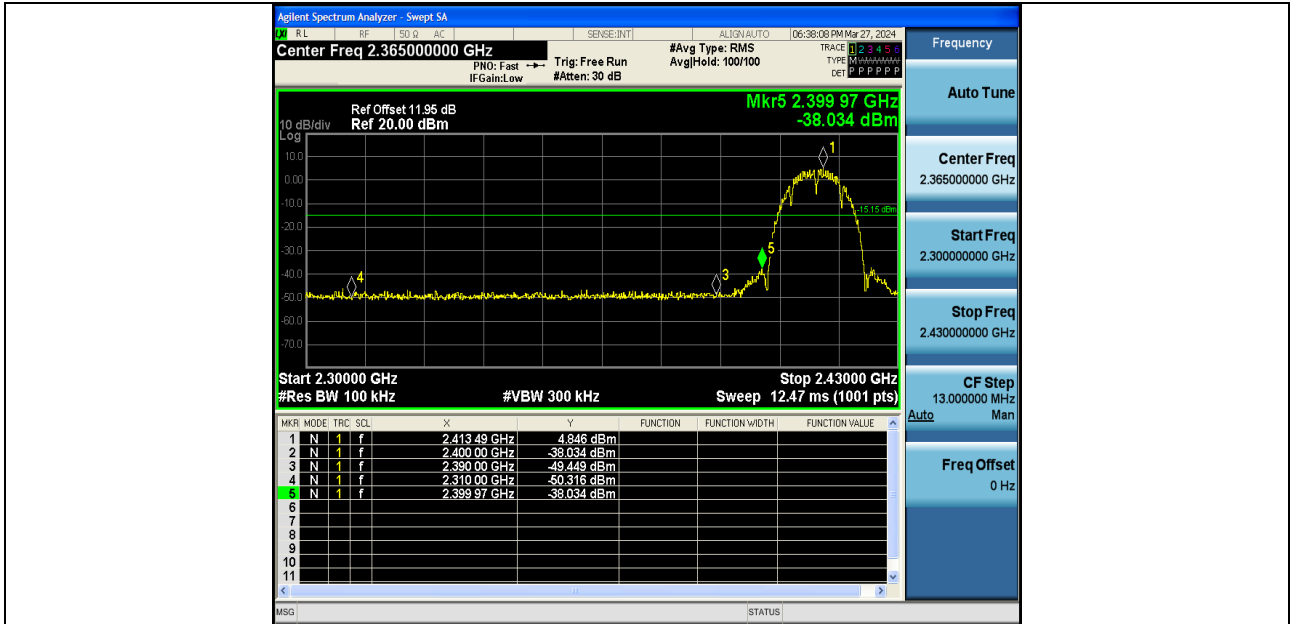 Agilent Spectrum Analyzer - Swept SA
LXI RL RF 50 Ω AC SENSE:INT ALIGN AUTO 06:38:08 PM Mar 27, 2024
Center Freq 2.365000000 GHz
#Avg Type: RMS
TRACE 1 2 3 4 5 6
PNO: Fast Trig: Free Run Avg|Hold: 100/100
TYPE M
IFGain:Low #Atten: 30 dB
DET P P P P P P
Mkr5 2.399 97 GHz
-38.034 dBm
Ref Offset 11.95 dB
10 dB/div Ref 20.00 dBm
Log
10.0
0.00
-10.0
-20.0
-30.0
-40.0
-50.0
-60.0
-70.0
1
-15.15 dBm
5
4
3
Start 2.30000 GHz Stop 2.43000 GHz
#Res BW 100 kHz #VBW 300 kHz Sweep 12.47 ms (1001 pts)
MKR MODE TRC SCL X Y FUNCTION FUNCTION WIDTH FUNCTION VALUE
1 N 1 f 2.413 49 GHz 4.846 dBm
2 N 1 f 2.400 00 GHz -38.034 dBm
3 N 1 f 2.390 00 GHz -49.449 dBm
4 N 1 f 2.310 00 GHz -50.316 dBm
5 N 1 f 2.399 97 GHz -38.034 dBm
6
7
8
9
10
11
MSG STATUS
Frequency
Auto Tune
Center Freq
2.365000000 GHz
Start Freq
2.300000000 GHz
Stop Freq
2.430000000 GHz
CF Step
13.000000 MHz
Auto Man
Freq Offset
0 Hz